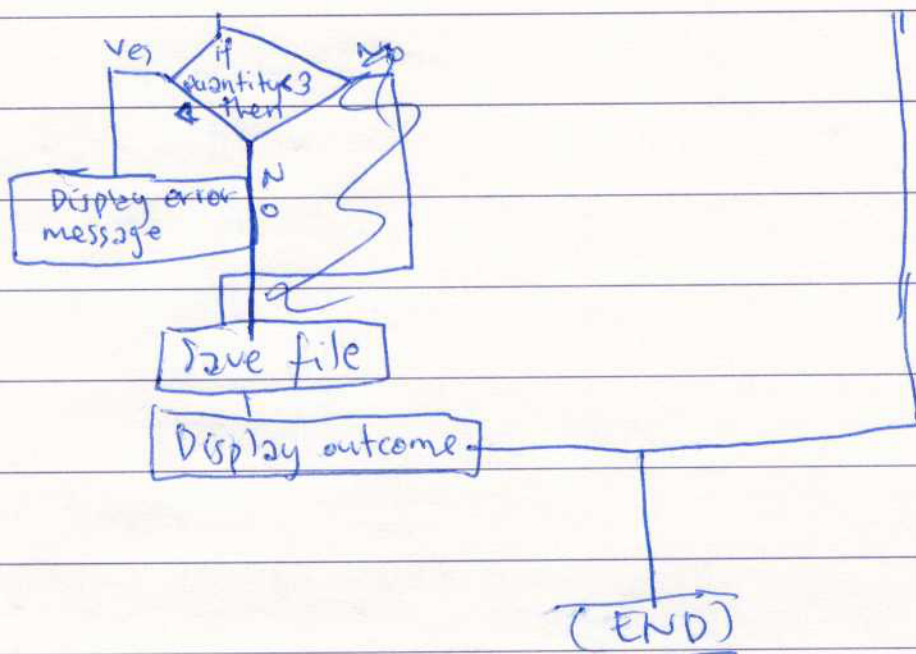 Yes
if
No
quantity<3
then
Display error
message
N
O
Save file
Display outcome
(END)